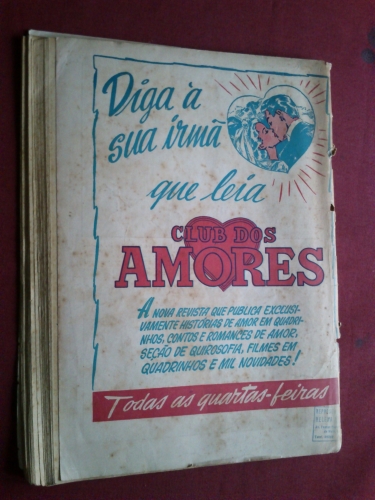 Diga à
sua irmã
que leia
CLUB DOS
AMORES
A NOVA REVISTA QUE PUBLICA EXCLUSI-
VAMENTE HISTÓRIAS DE AMOR EM QUADRI-
NHOS, CONTOS E ROMANCES DE AMOR,
SEÇÃO DE QUIROSOFIA, FILMES EM
QUADRINHOS E MIL NOVIDADES!
Todas as quartas-feiras